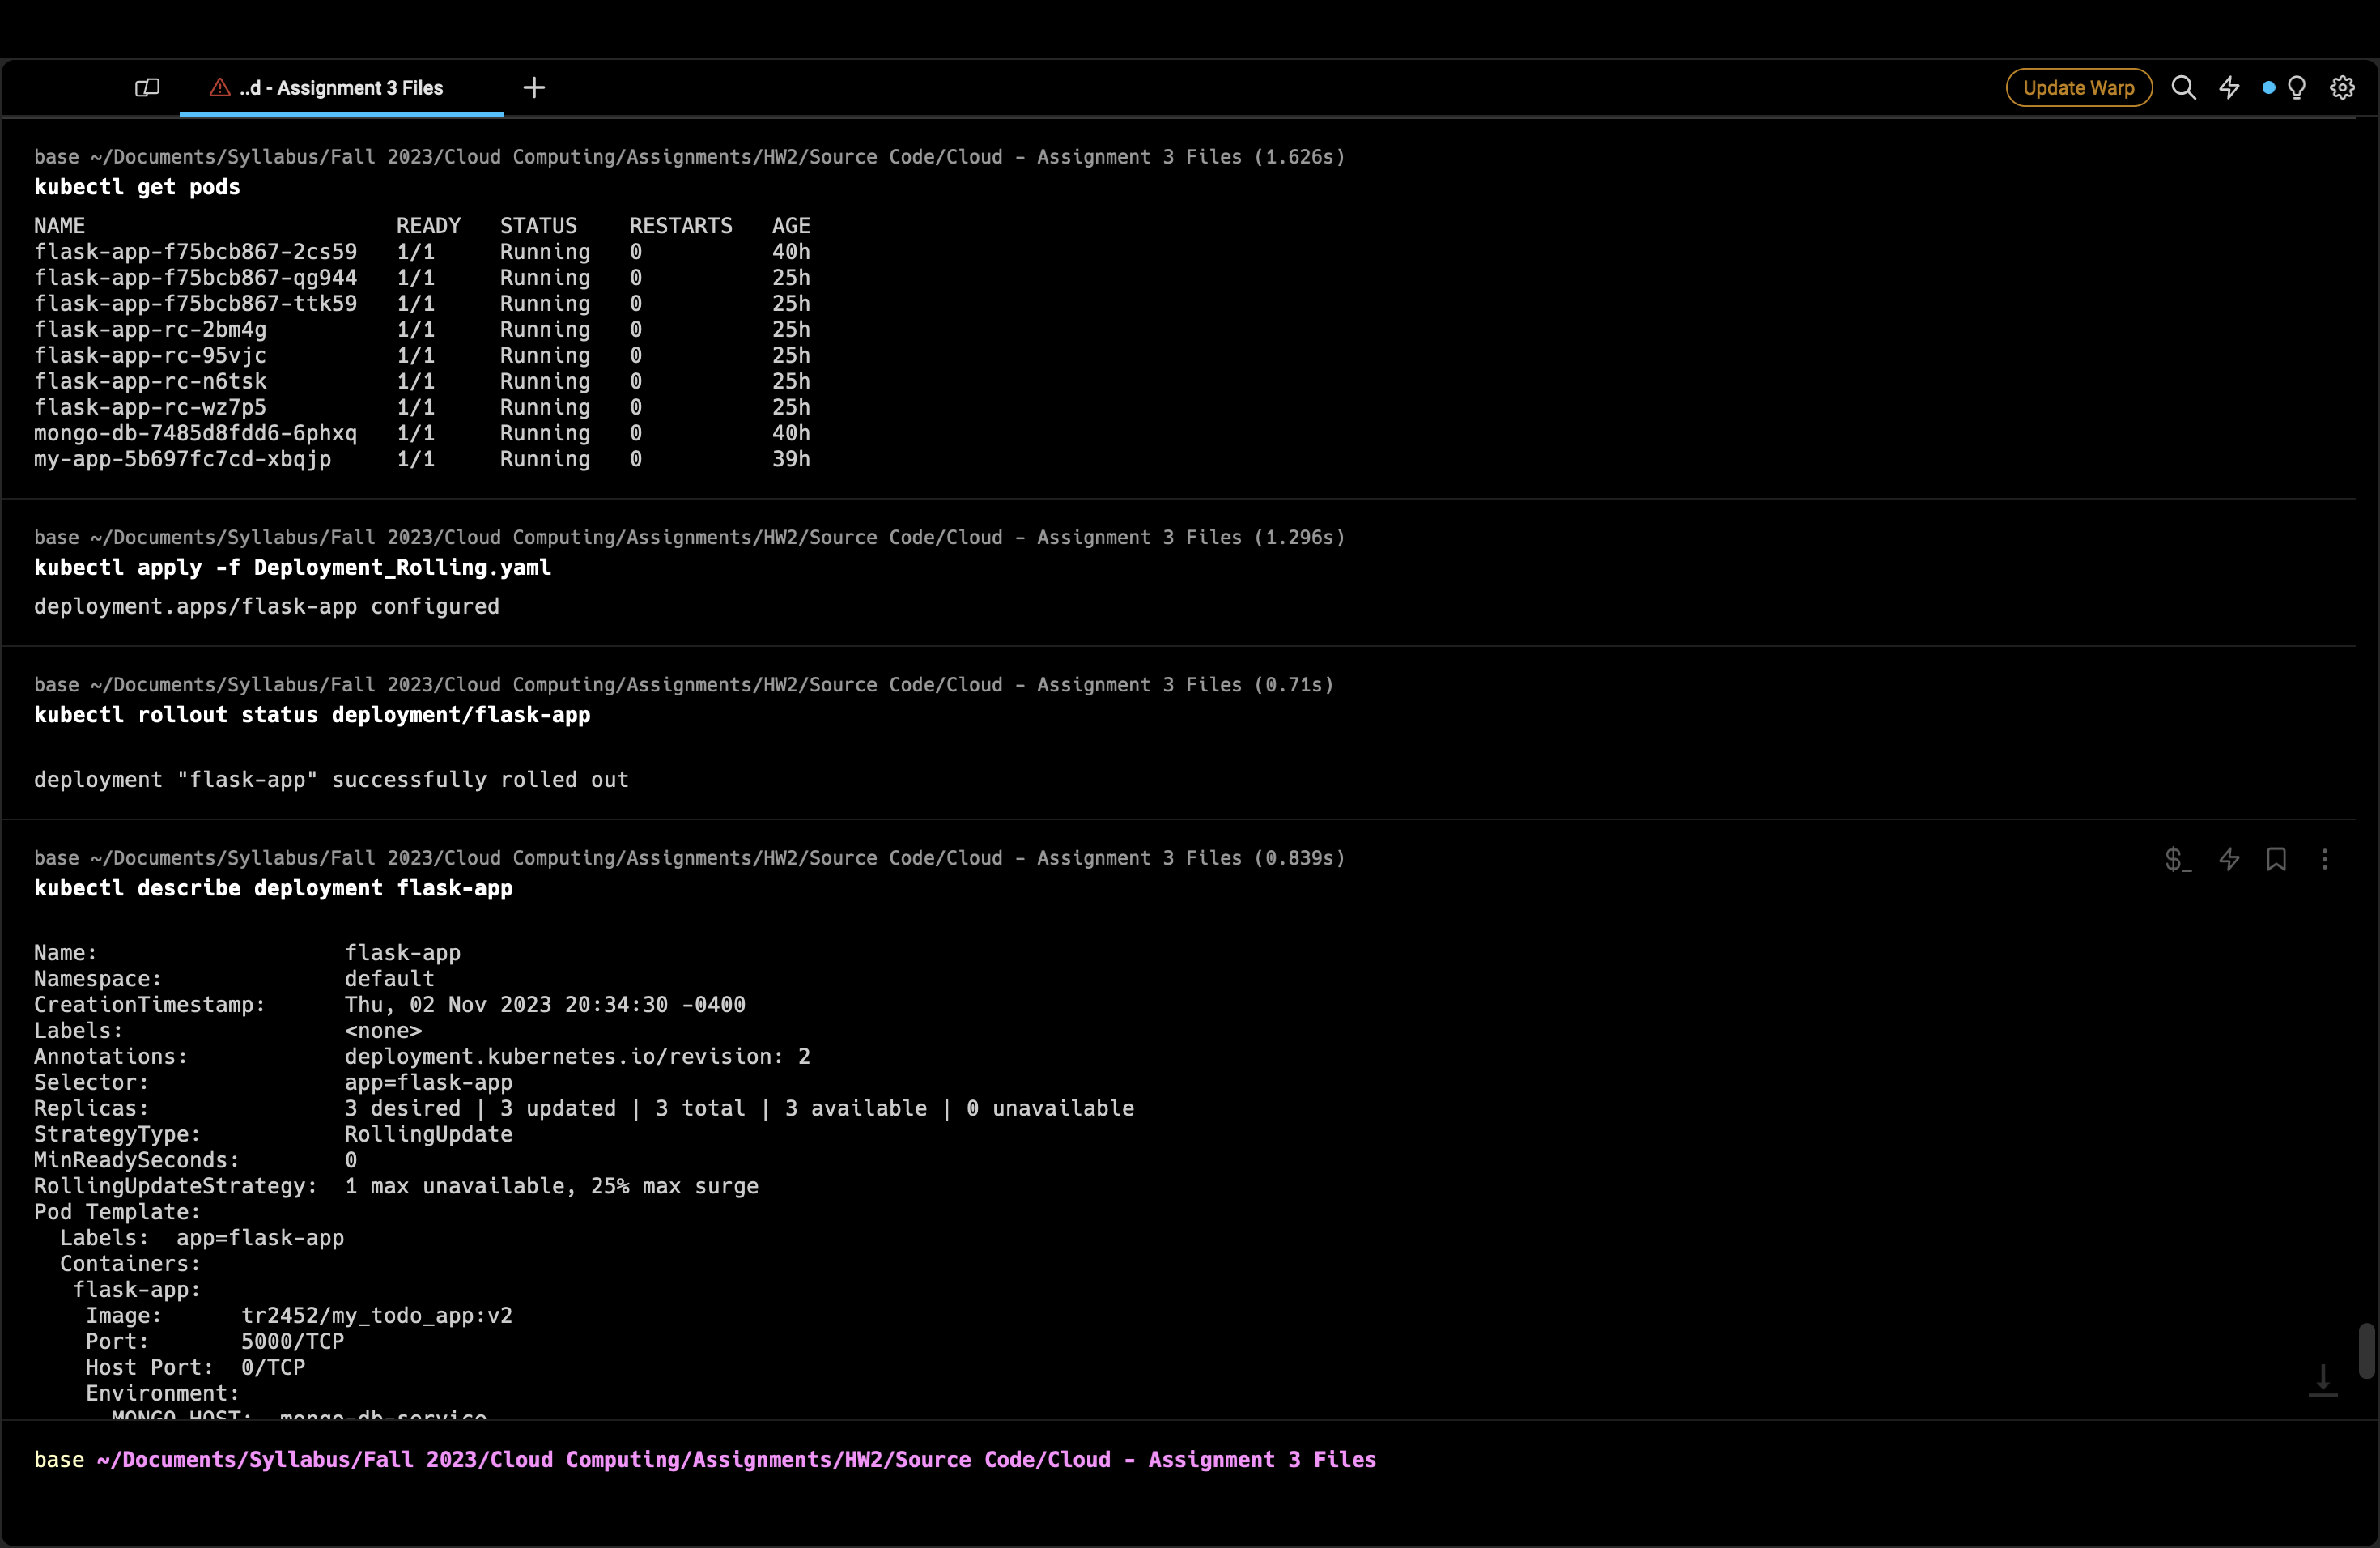 ..d - Assignment 3 Files
Update Warp
base ~/Documents/Syllabus/Fall 2023/Cloud Computing/Assignments/HW2/Source Code/Cloud - Assignment 3 Files (1.626s)
kubectl get pods
NAME READY STATUS RESTARTS AGE
flask-app-f75bcb867-2cs59 1/1 Running 0 40h
flask-app-f75bcb867-qg944 1/1 Running 0 25h
flask-app-f75bcb867-ttk59 1/1 Running 0 25h
flask-app-rc-2bm4g 1/1 Running 0 25h
flask-app-rc-95vjc 1/1 Running 0 25h
flask-app-rc-n6tsk 1/1 Running 0 25h
flask-app-rc-wz7p5 1/1 Running 0 25h
mongo-db-7485d8fdd6-6phxq 1/1 Running 0 40h
my-app-5b697fc7cd-xbqjp 1/1 Running 0 39h
base ~/Documents/Syllabus/Fall 2023/Cloud Computing/Assignments/HW2/Source Code/Cloud - Assignment 3 Files (1.296s)
kubectl apply -f Deployment_Rolling.yaml
deployment.apps/flask-app configured
base ~/Documents/Syllabus/Fall 2023/Cloud Computing/Assignments/HW2/Source Code/Cloud - Assignment 3 Files (0.71s)
kubectl rollout status deployment/flask-app
deployment "flask-app" successfully rolled out
base ~/Documents/Syllabus/Fall 2023/Cloud Computing/Assignments/HW2/Source Code/Cloud - Assignment 3 Files (0.839s)
$_
kubectl describe deployment flask-app
Name: flask-app
Namespace: default
CreationTimestamp: Thu, 02 Nov 2023 20:34:30 -0400
Labels: <none>
Annotations: deployment.kubernetes.io/revision: 2
Selector: app=flask-app
Replicas: 3 desired | 3 updated | 3 total | 3 available | 0 unavailable
StrategyType: RollingUpdate
MinReadySeconds: 0
RollingUpdateStrategy: 1 max unavailable, 25% max surge
Pod Template:
Labels: app=flask-app
Containers:
flask-app:
Image: tr2452/my_todo_app:v2
Port: 5000/TCP
Host Port: 0/TCP
Environment:
MONGO_HOST: mongo-db-service
base ~/Documents/Syllabus/Fall 2023/Cloud Computing/Assignments/HW2/Source Code/Cloud - Assignment 3 Files